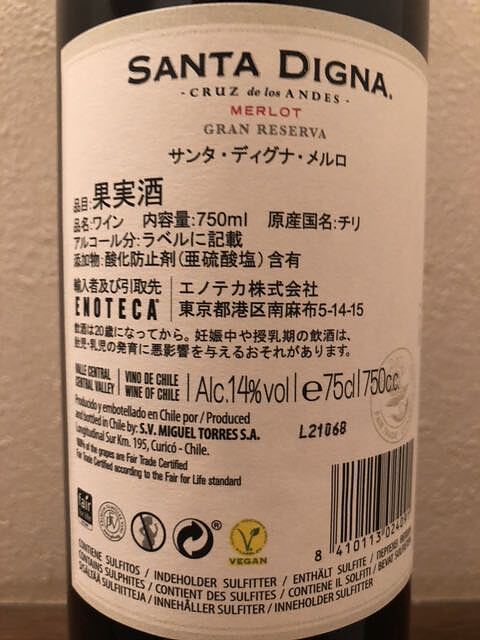 SANTA DIGNA®
- CRUZ de los ANDES -
MERLOT
GRAN RESERVA
サンタ・ディグナ・メルロ
品目:果実酒
品名:ワイン 内容量:750ml 原産国名:チリ
アルコール分:ラベルに記載
添加物:酸化防止剤(亜硫酸塩)含有
輸入者及び引取先
ENOTECA®
エノテカ株式会社
東京都港区南麻布5-14-15
飲酒は20歳になってから。妊娠中や授乳期の飲酒は、
胎児・乳児の発育に悪影響を与えるおそれがあります。
VALLE CENTRAL
CENTRAL VALLEY
VINO DE CHILE
WINE OF CHILE
Alc.14%vol
e75cl
750c.c.
Producido y embotellado en Chile por / Produced
and bottled in Chile by: S.V. MIGUEL TORRES S.A.
Longitudinal Sur Km. 195, Curicó - Chile.
100% of the grapes are Fair Trade Certified
Fair Trade Certified according to the Fair for Life standard
L21068
fair
VEGAN
8 410113 0240
CONTIENE SULFITOS / INDEHOLDER SULFITTER / ENTHÄLT SULFITE /
CONTAINS SULPHITES / CONTIENT DES SULFITES / CONTIENE IL SOLFITI /
SISÄLTÄÄ SULFIITTEJA / INNEHÅLLER SULFITER / INNEHOLDER SULFITTER